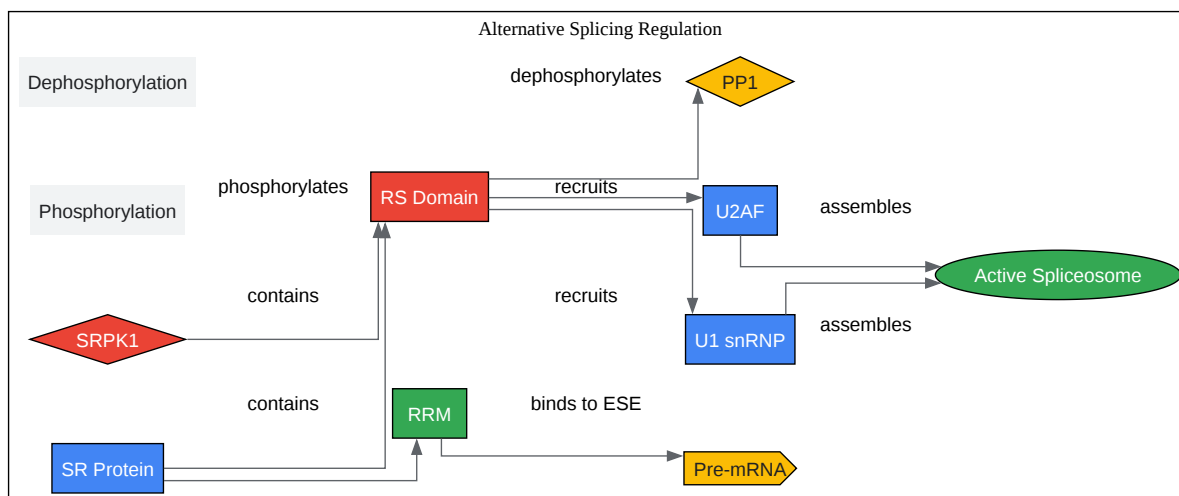 Alternative Splicing Regulation
Dephosphorylation
dephosphorylates
PP1
phosphorylates
RS Domain
recruits
Phosphorylation
U2AF
assembles
Active Spliceosome
contains
recruits
SRPK1
U1 snRNP
assembles
contains
RRM
binds to ESE
SR Protein
Pre-mRNA